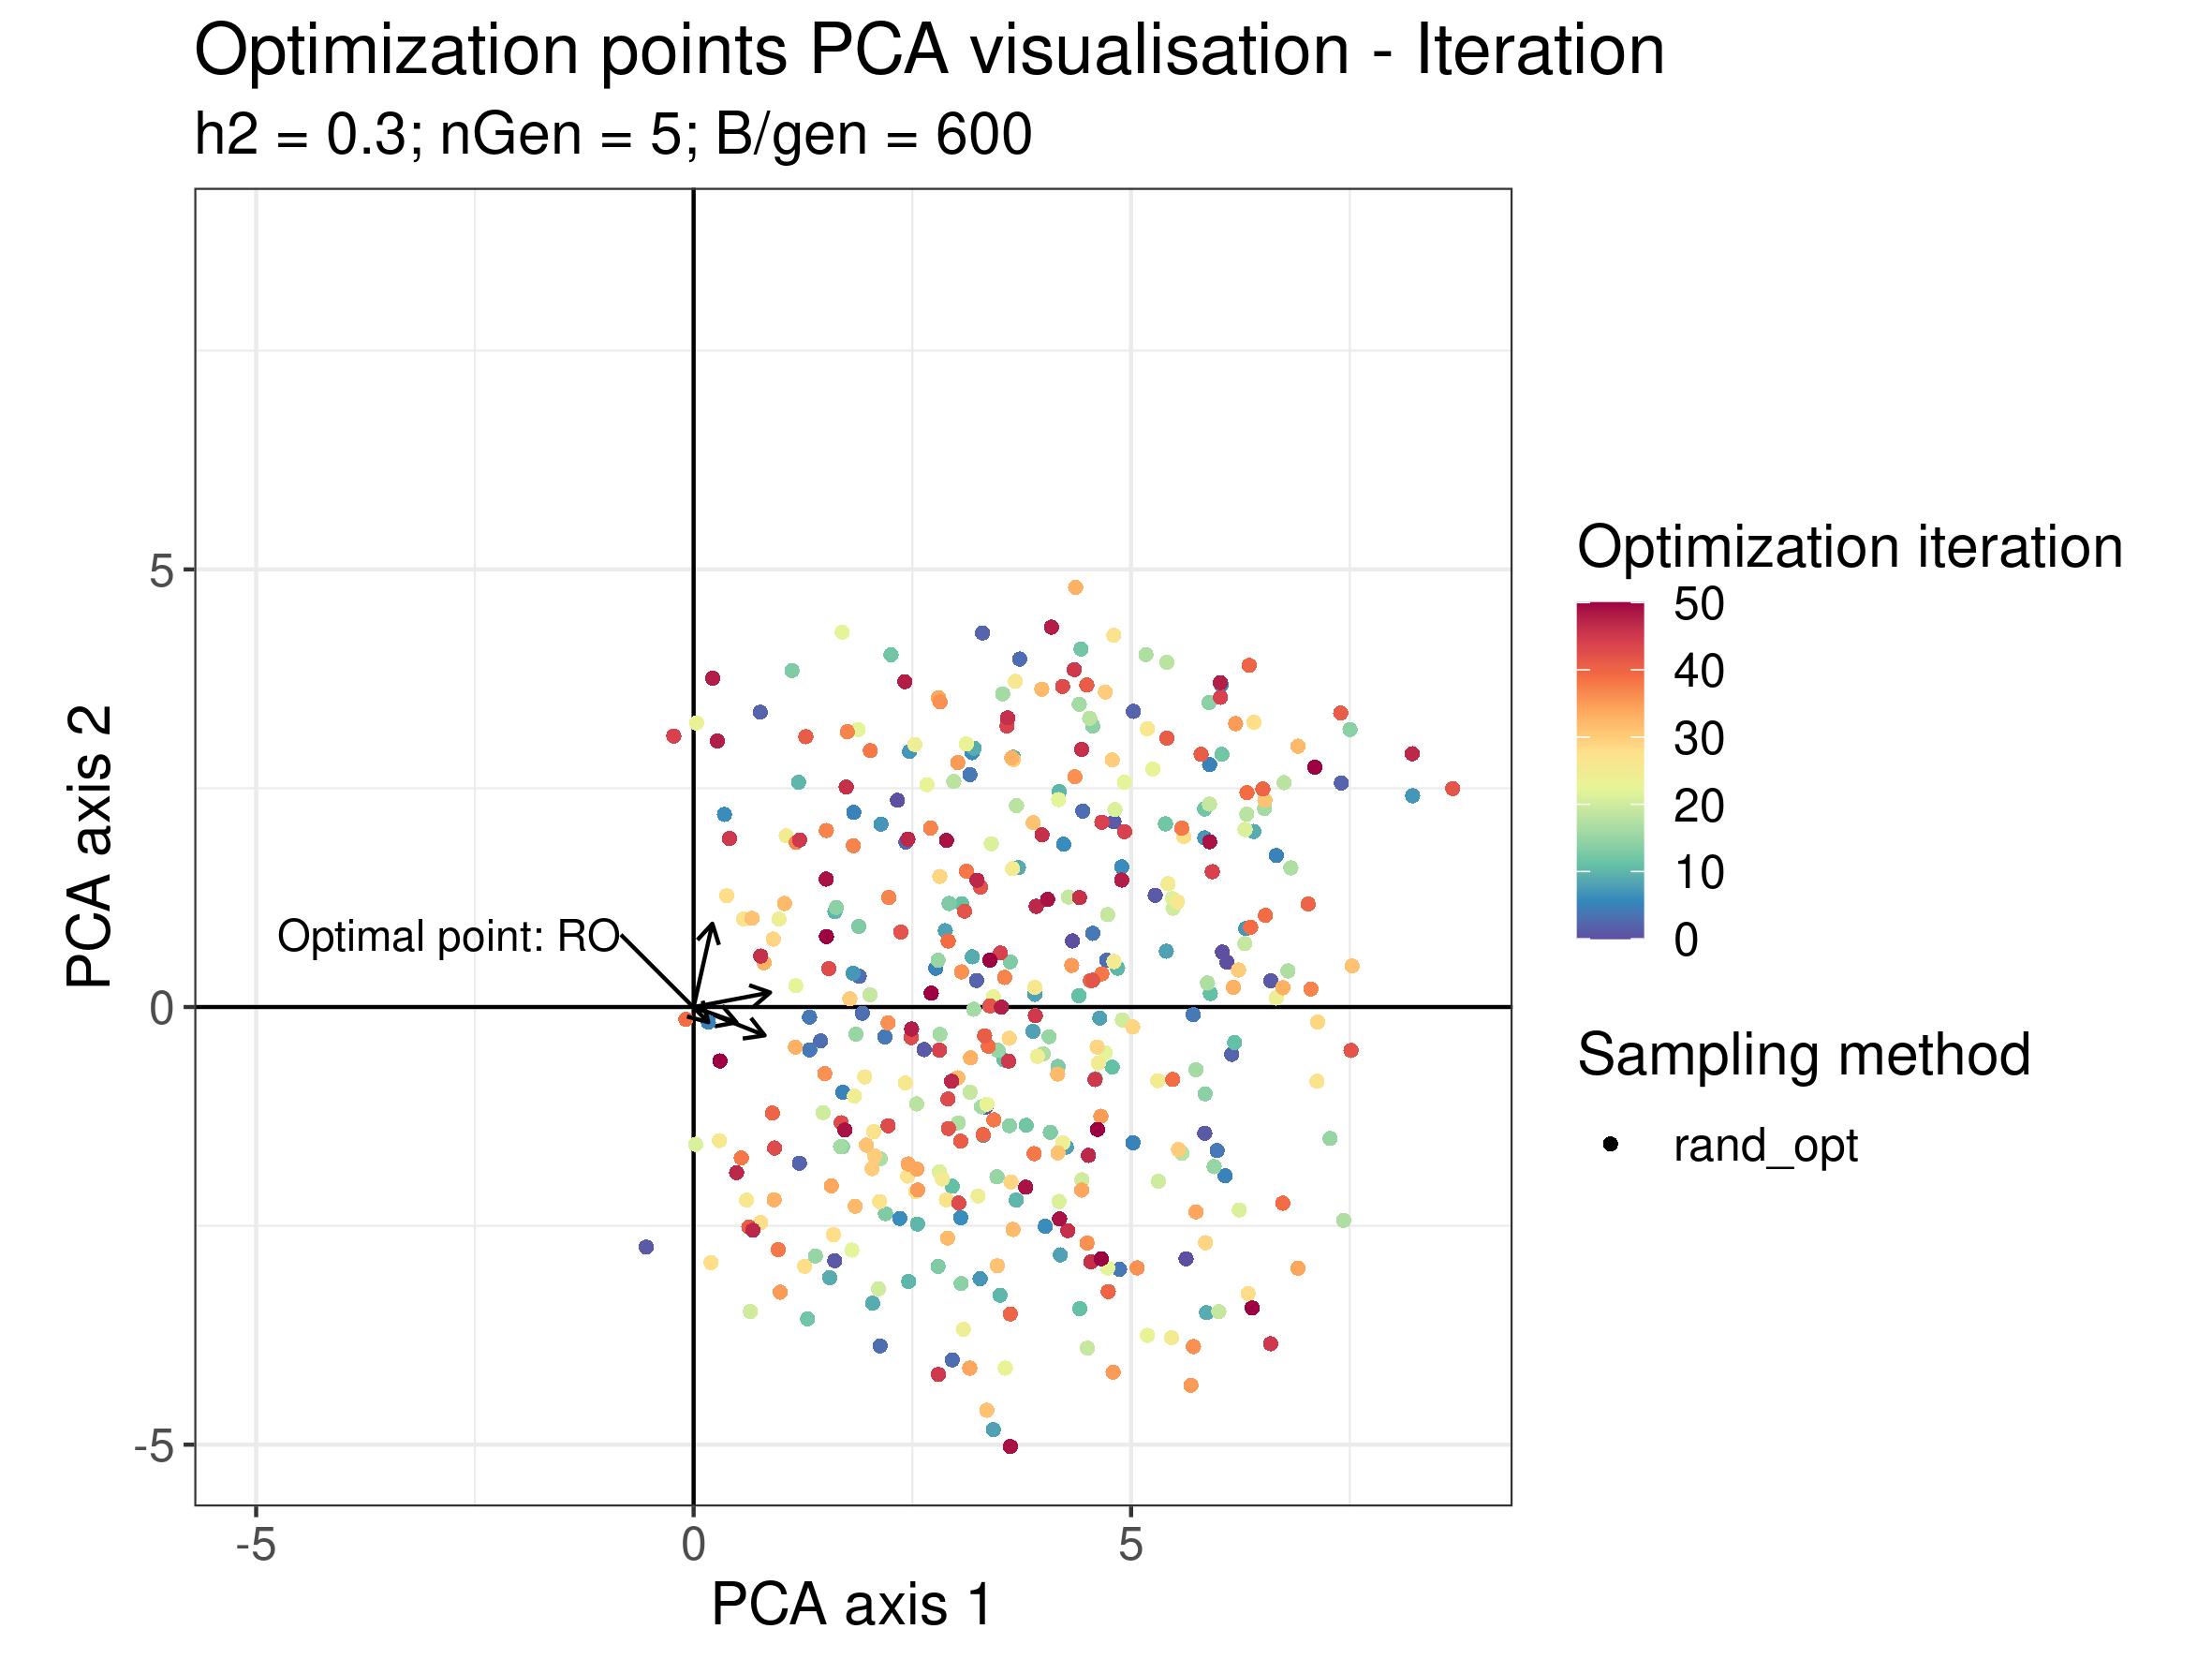 Optimization points PCA visualisation - Iteration
h2 = 0.3; nGen = 5; B/gen = 600
PCA axis 2
5
0
-5
Optimal point: RO
-5
0
5
PCA axis 1
Optimization iteration
50
40
30
20
10
0
Sampling method
rand_opt